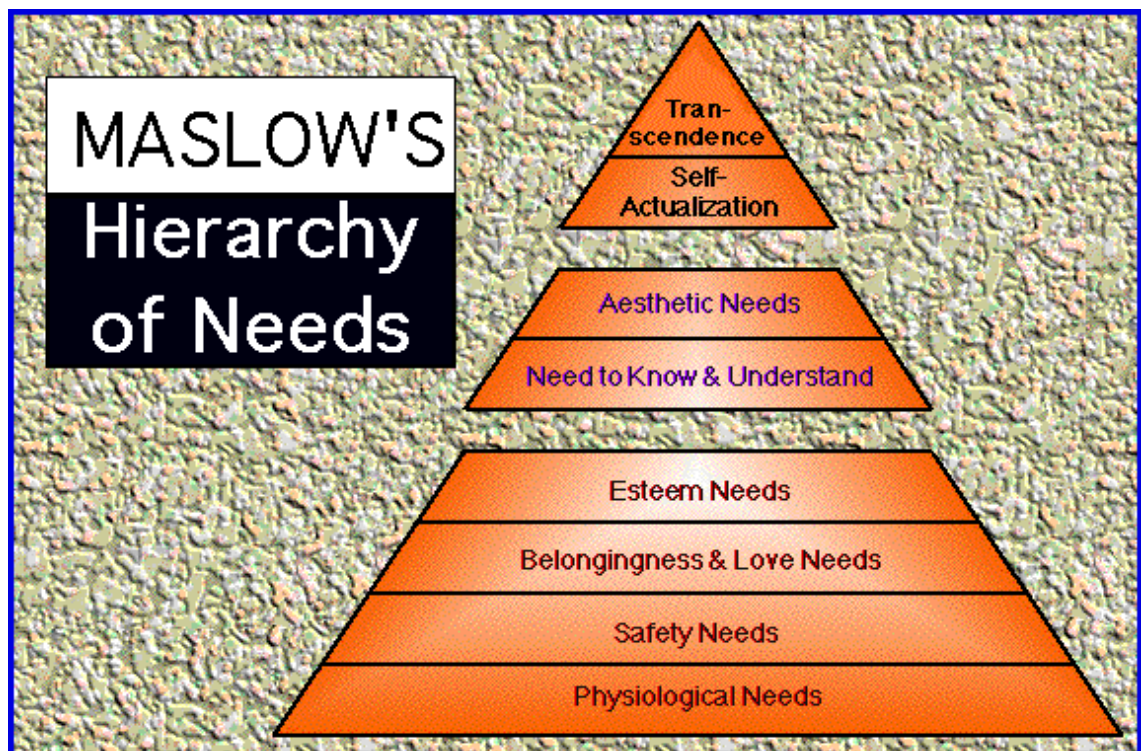 MASLOW'S
Hierarchy
of Needs
Tran-
scendence
Self-
Actualization
Aesthetic Needs
Need to Know & Understand
Esteem Needs
Belongingness & Love Needs
Safety Needs
Physiological Needs